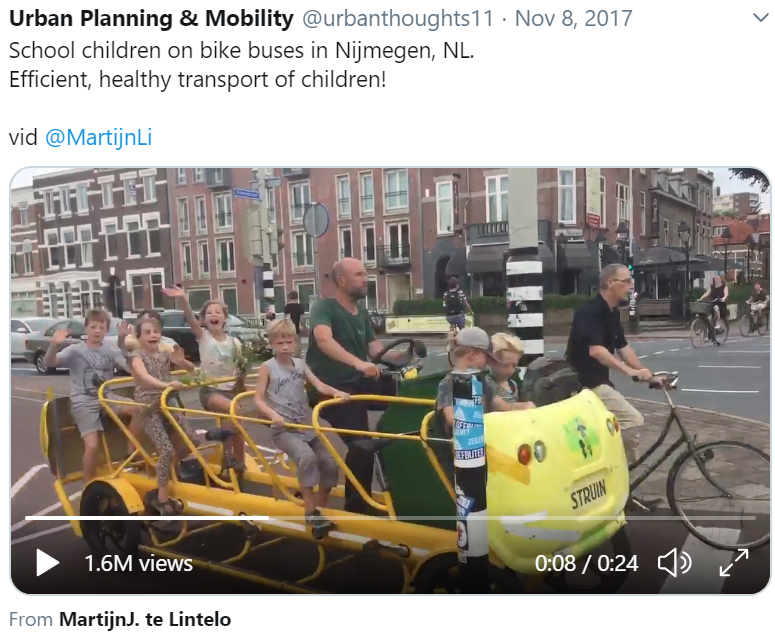 Urban Planning & Mobility @urbanthoughts11 · Nov 8, 2017
School children on bike buses in Nijmegen, NL.
Efficient, healthy transport of children!
vid @MartijnLi
STRUIN
1.6M views
0:08 / 0:24
From MartijnJ. te Lintelo